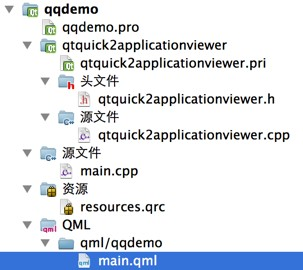 qqdemo
qqdemo.pro
qtquick2applicationviewer
qtquick2applicationviewer.pri
头文件
qtquick2applicationviewer.h
源文件
qtquick2applicationviewer.cpp
源文件
main.cpp
资源
resources.qrc
QML
qml/qqdemo
main.qml